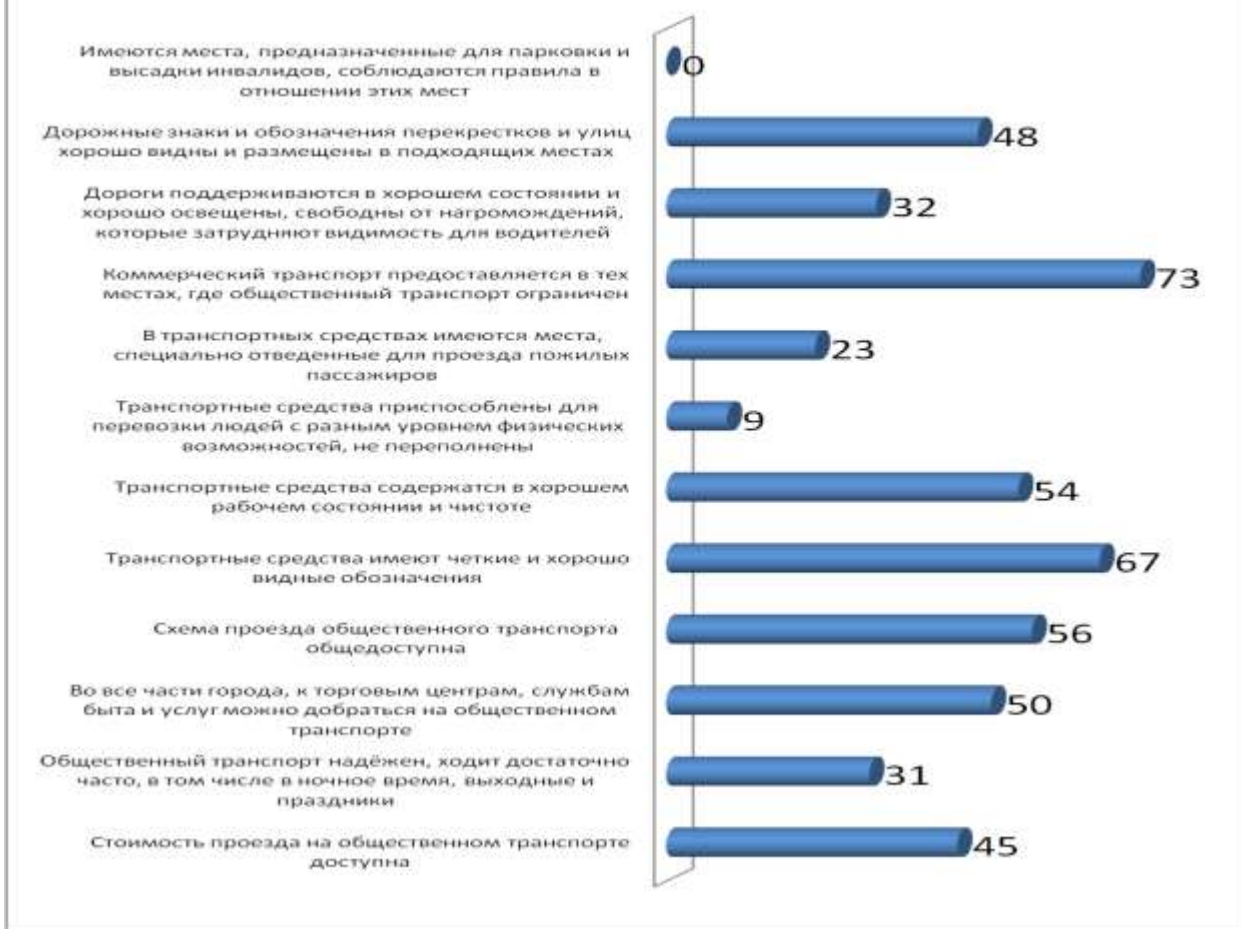 Имеются места, предназначенные для парковки и
высадки инвалидов, соблюдаются правила в
отношении этих мест
0
Дорожные знаки и обозначения перекрестков и улиц
хорошо видны и размещены в подходящих местах
48
Дороги поддерживаются в хорошем состоянии и
хорошо освещены, свободны от нагромождений,
которые затрудняют видимость для водителей
32
Коммерческий транспорт предоставляется в тех
местах, где общественный транспорт ограничен
73
В транспортных средствах имеются места,
специально отведенные для проезда пожилых
пассажиров
23
Транспортные средства приспособлены для
перевозки людей с разным уровнем физических
возможностей, не переполнены
9
Транспортные средства содержатся в хорошем
рабочем состоянии и чистоте
54
Транспортные средства имеют четкие и хорошо
видные обозначения
67
Схема проезда общественного транспорта
общедоступна
56
Во все части города, к торговым центрам, службам
быта и услуг можно добраться на общественном
транспорте
50
Общественный транспорт надёжен, ходит достаточно
часто, в том числе в ночное время, выходные и
праздники
31
Стоимость проезда на общественном транспорте
доступна
45